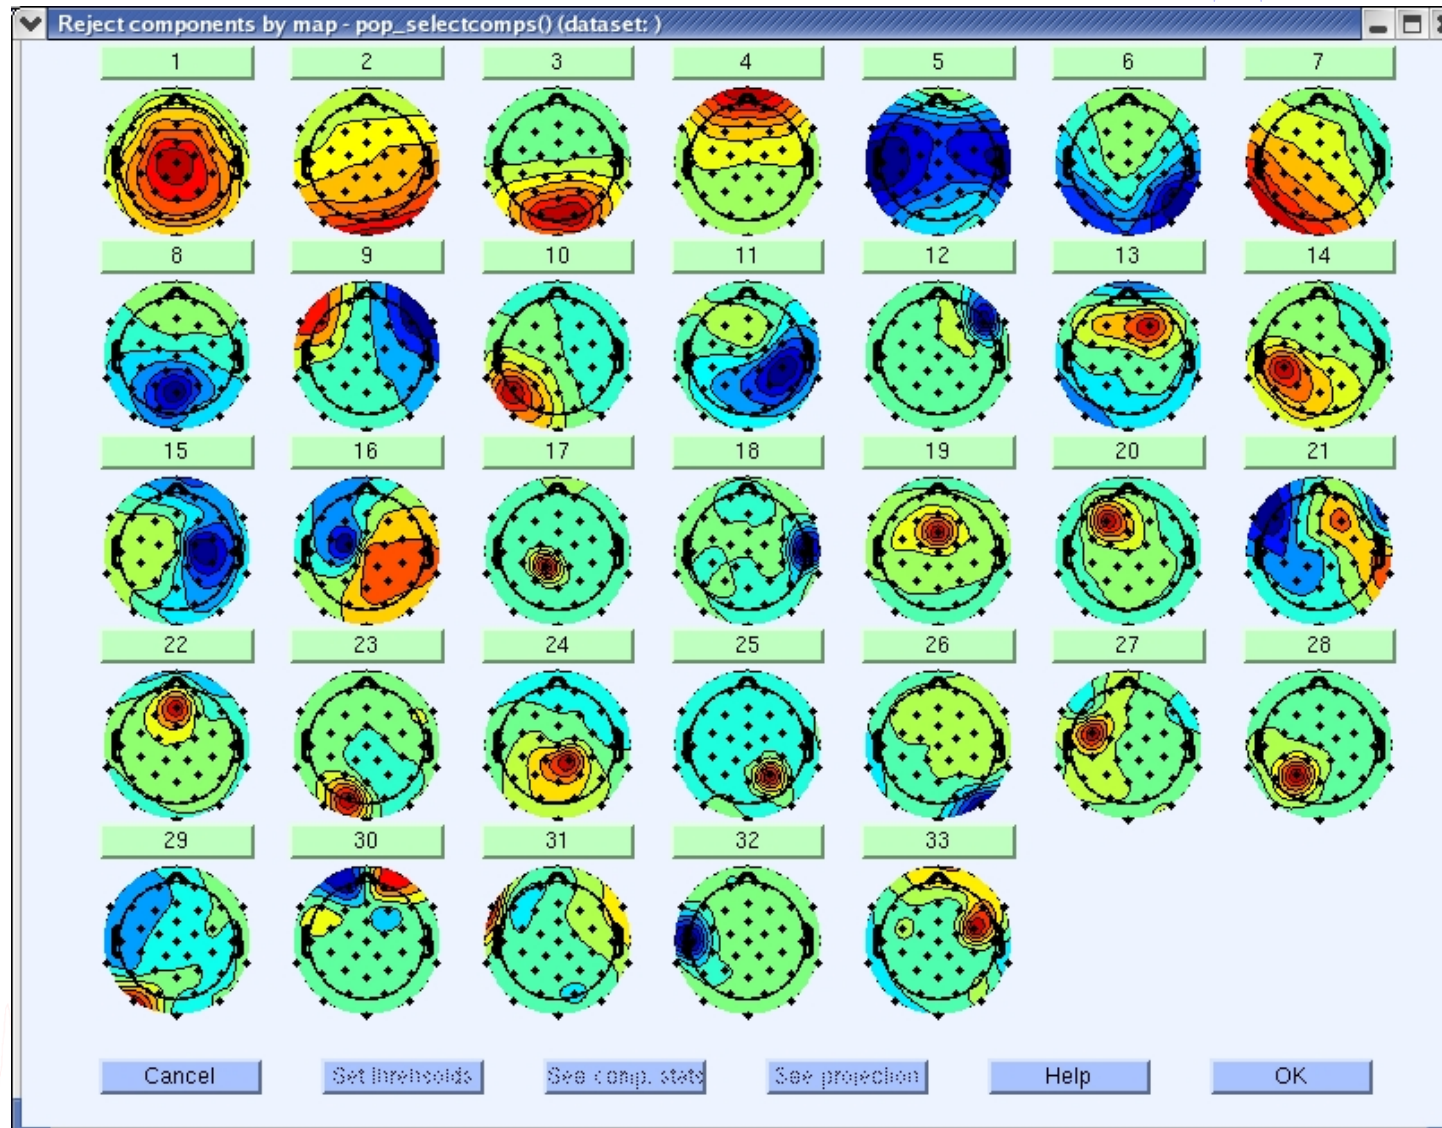 Reject components by map - pop_selectcomps() (dataset: )
1 2 3 4 5 6 7
8 9 10 11 12 13 14
15 16 17 18 19 20 21
22 23 24 25 26 27 28
29 30 31 32 33
Cancel Set threhsolds See comp. stats See projection Help OK